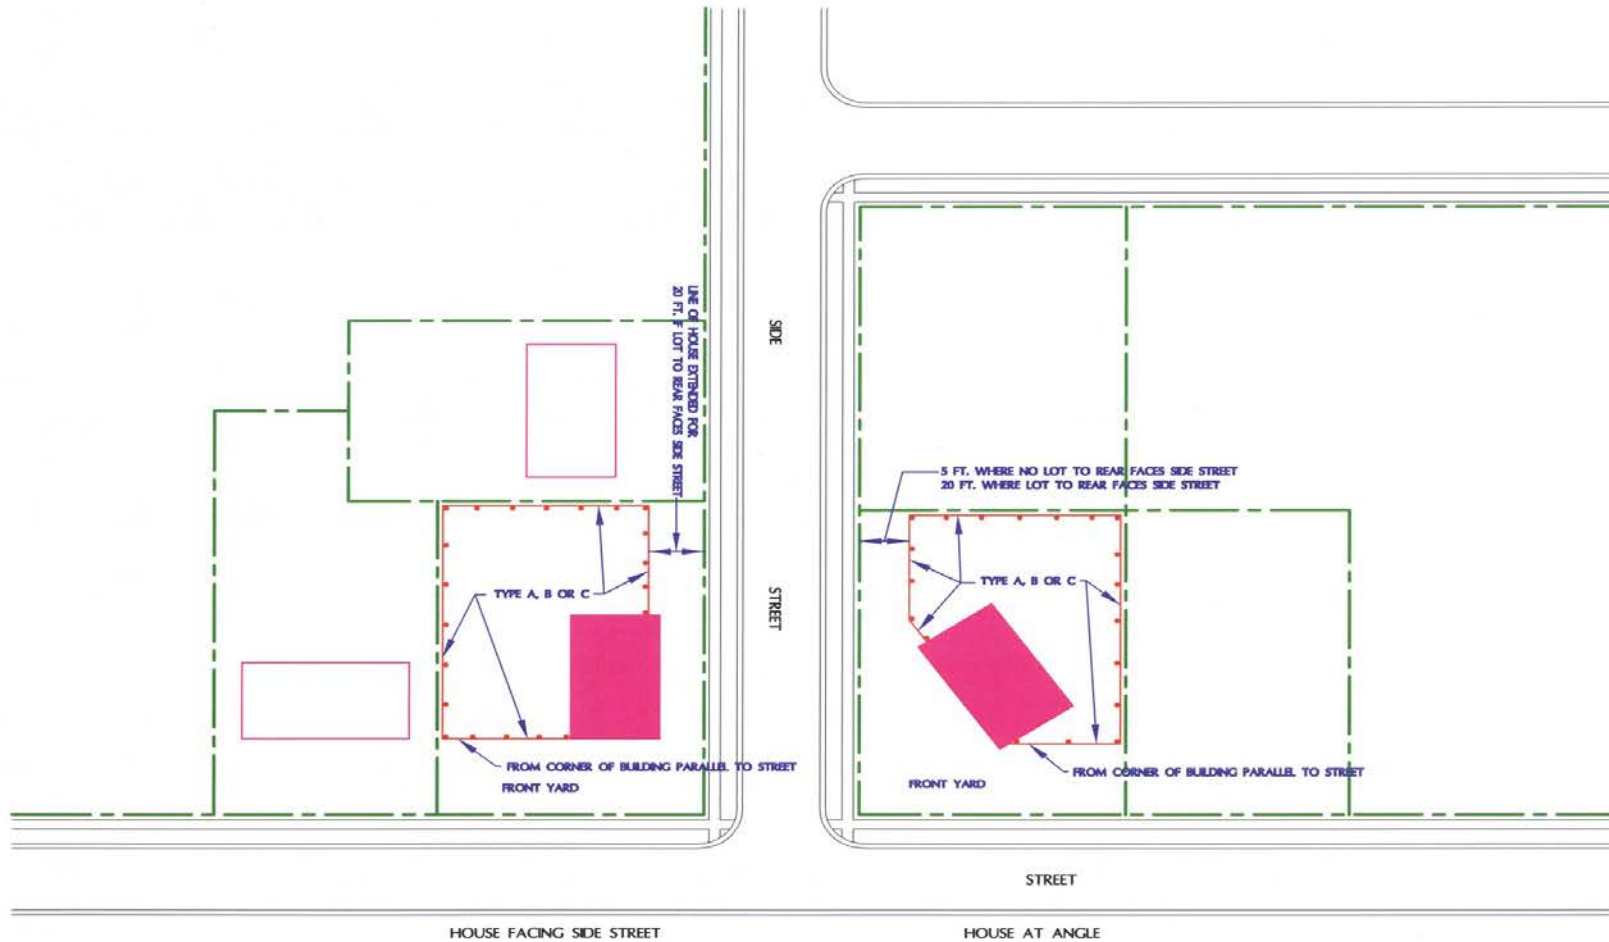 LINE OF HOUSE EXTENDED FOR
20 FT. IF LOT TO REAR FACES SIDE STREET
SIDE
STREET
5 FT. WHERE NO LOT TO REAR FACES SIDE STREET
20 FT. WHERE LOT TO REAR FACES SIDE STREET
TYPE A, B OR C
TYPE A, B OR C
FROM CORNER OF BUILDING PARALLEL TO STREET
FRONT YARD
FROM CORNER OF BUILDING PARALLEL TO STREET
FRONT YARD
STREET
HOUSE FACING SIDE STREET
HOUSE AT ANGLE